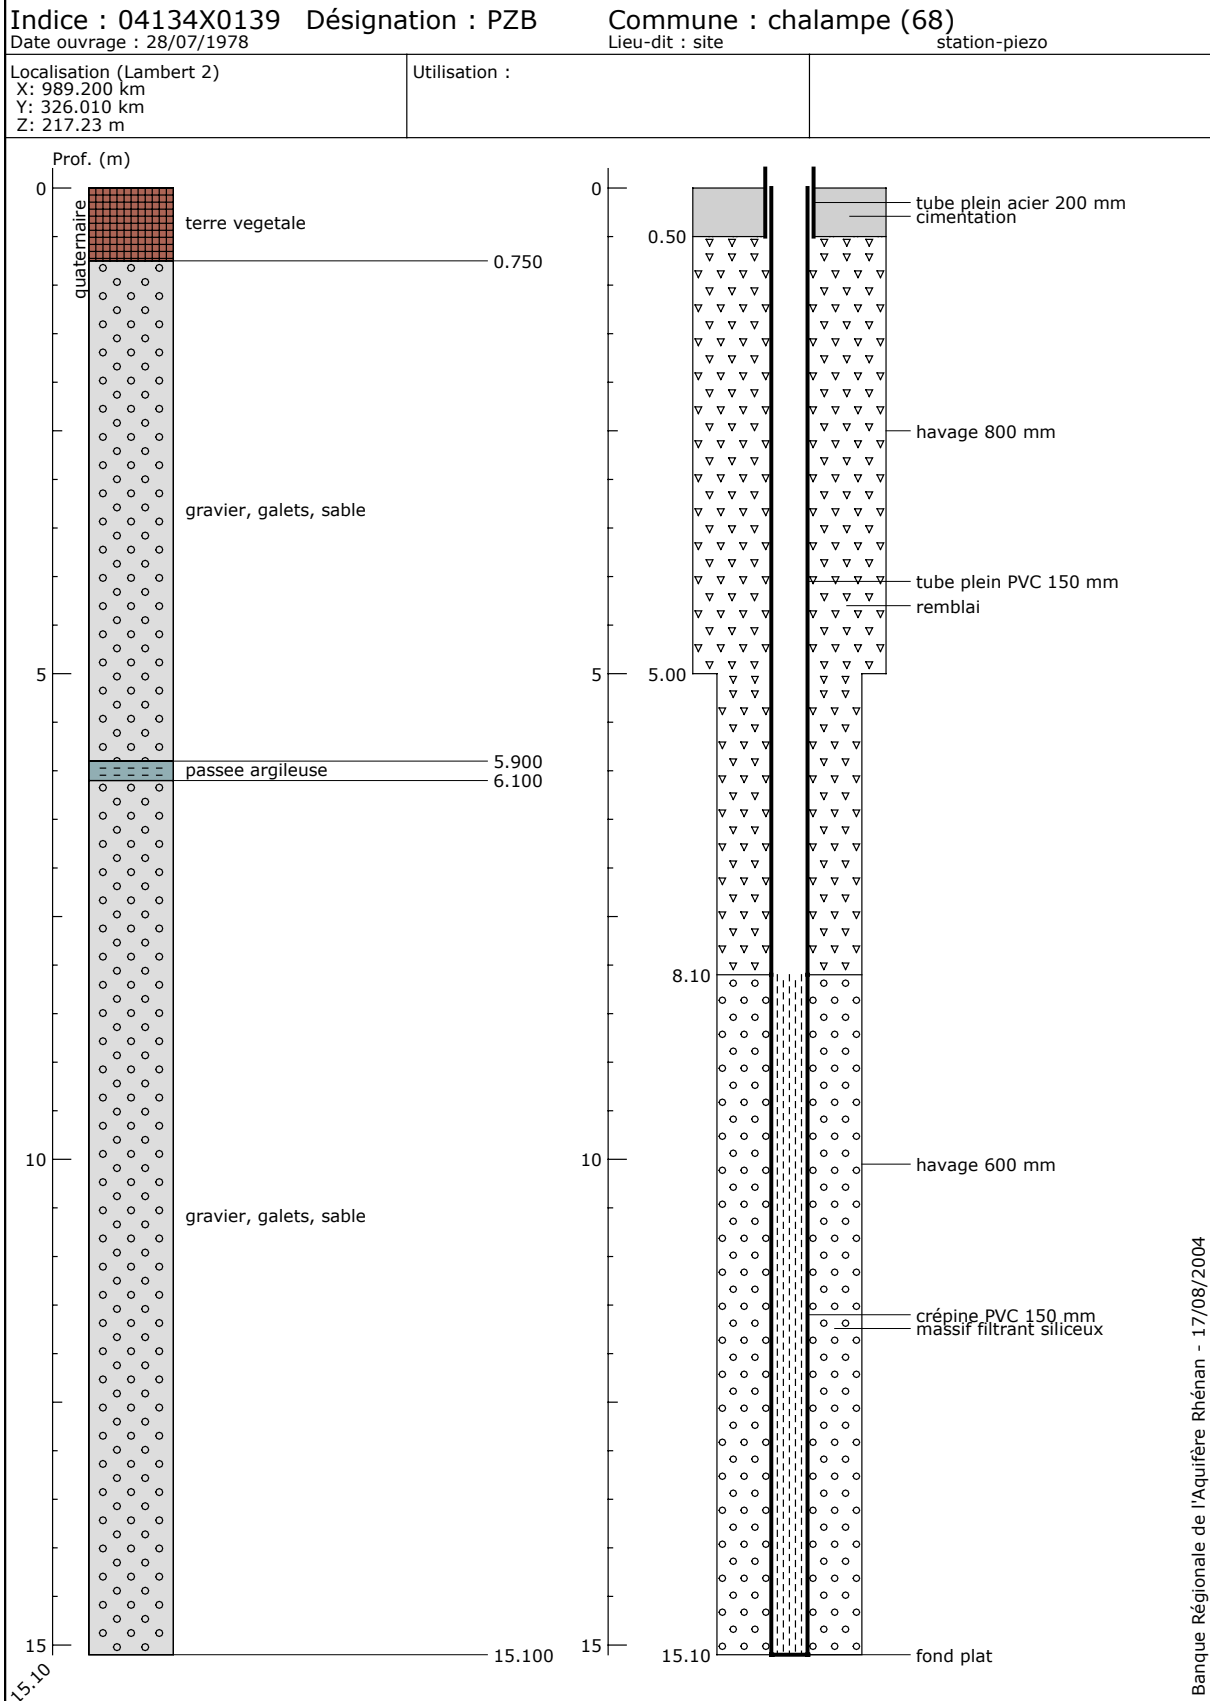 Indice : 04134X0139 Désignation : PZB Commune : chalampe (68)
Date ouvrage : 28/07/1978 Lieu-dit : site station-piezo
Localisation (Lambert 2) Utilisation :
X: 989.200 km
Y: 326.010 km
Z: 217.23 m
Prof. (m)
0
quaternaire
terre vegetale
0.750
gravier, galets, sable
5
5.900
passee argileuse
6.100
10
gravier, galets, sable
15
15.100
15.10
0
tube plein acier 200 mm
cimentation
0.50
havage 800 mm
tube plein PVC 150 mm
remblai
5
5.00
8.10
10
havage 600 mm
crépine PVC 150 mm
massif filtrant siliceux
15
15.10
fond plat
Banque Régionale de l'Aquifère Rhénan - 17/08/2004